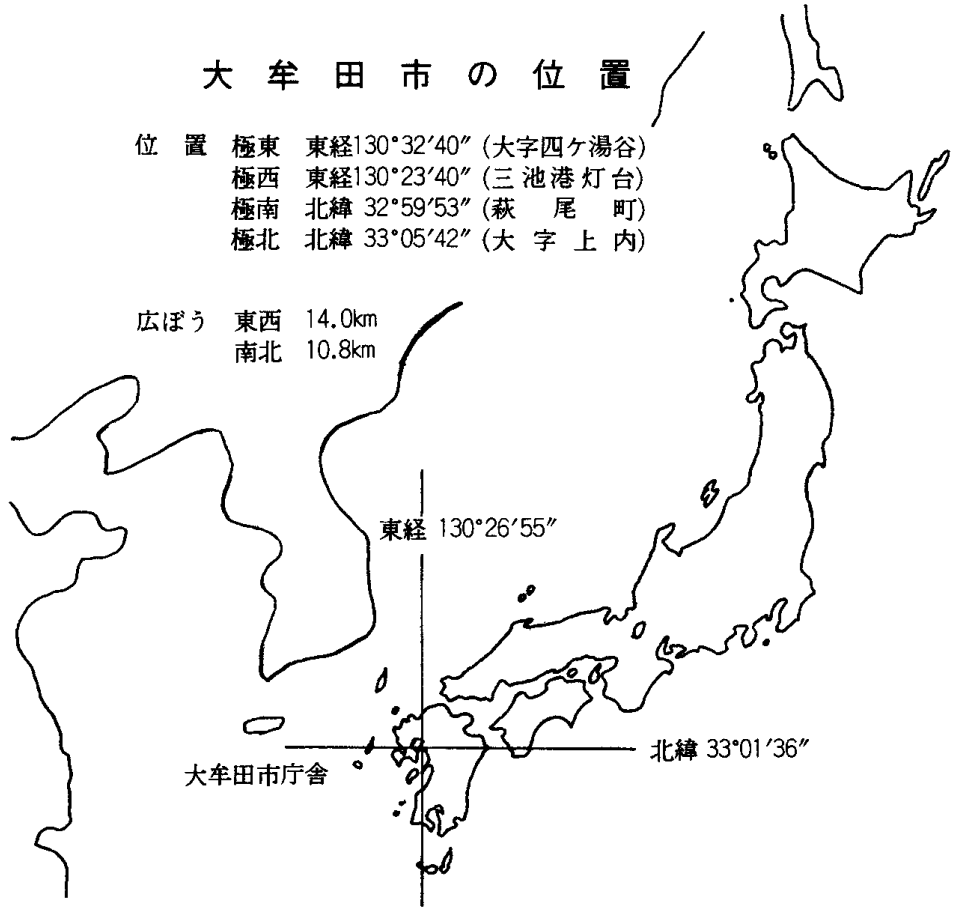 大牟田市の位置
位置 極東 東経130°32′40″(大字四ケ湯谷)
極西 東経130°23′40″(三池港灯台)
極南 北緯 32°59′53″(萩尾町)
極北 北緯 33°05′42″(大字上内)
広ぼう 東西 14.0km
南北 10.8km
東経 130°26′55″
北緯 33°01′36″
大牟田市庁舎